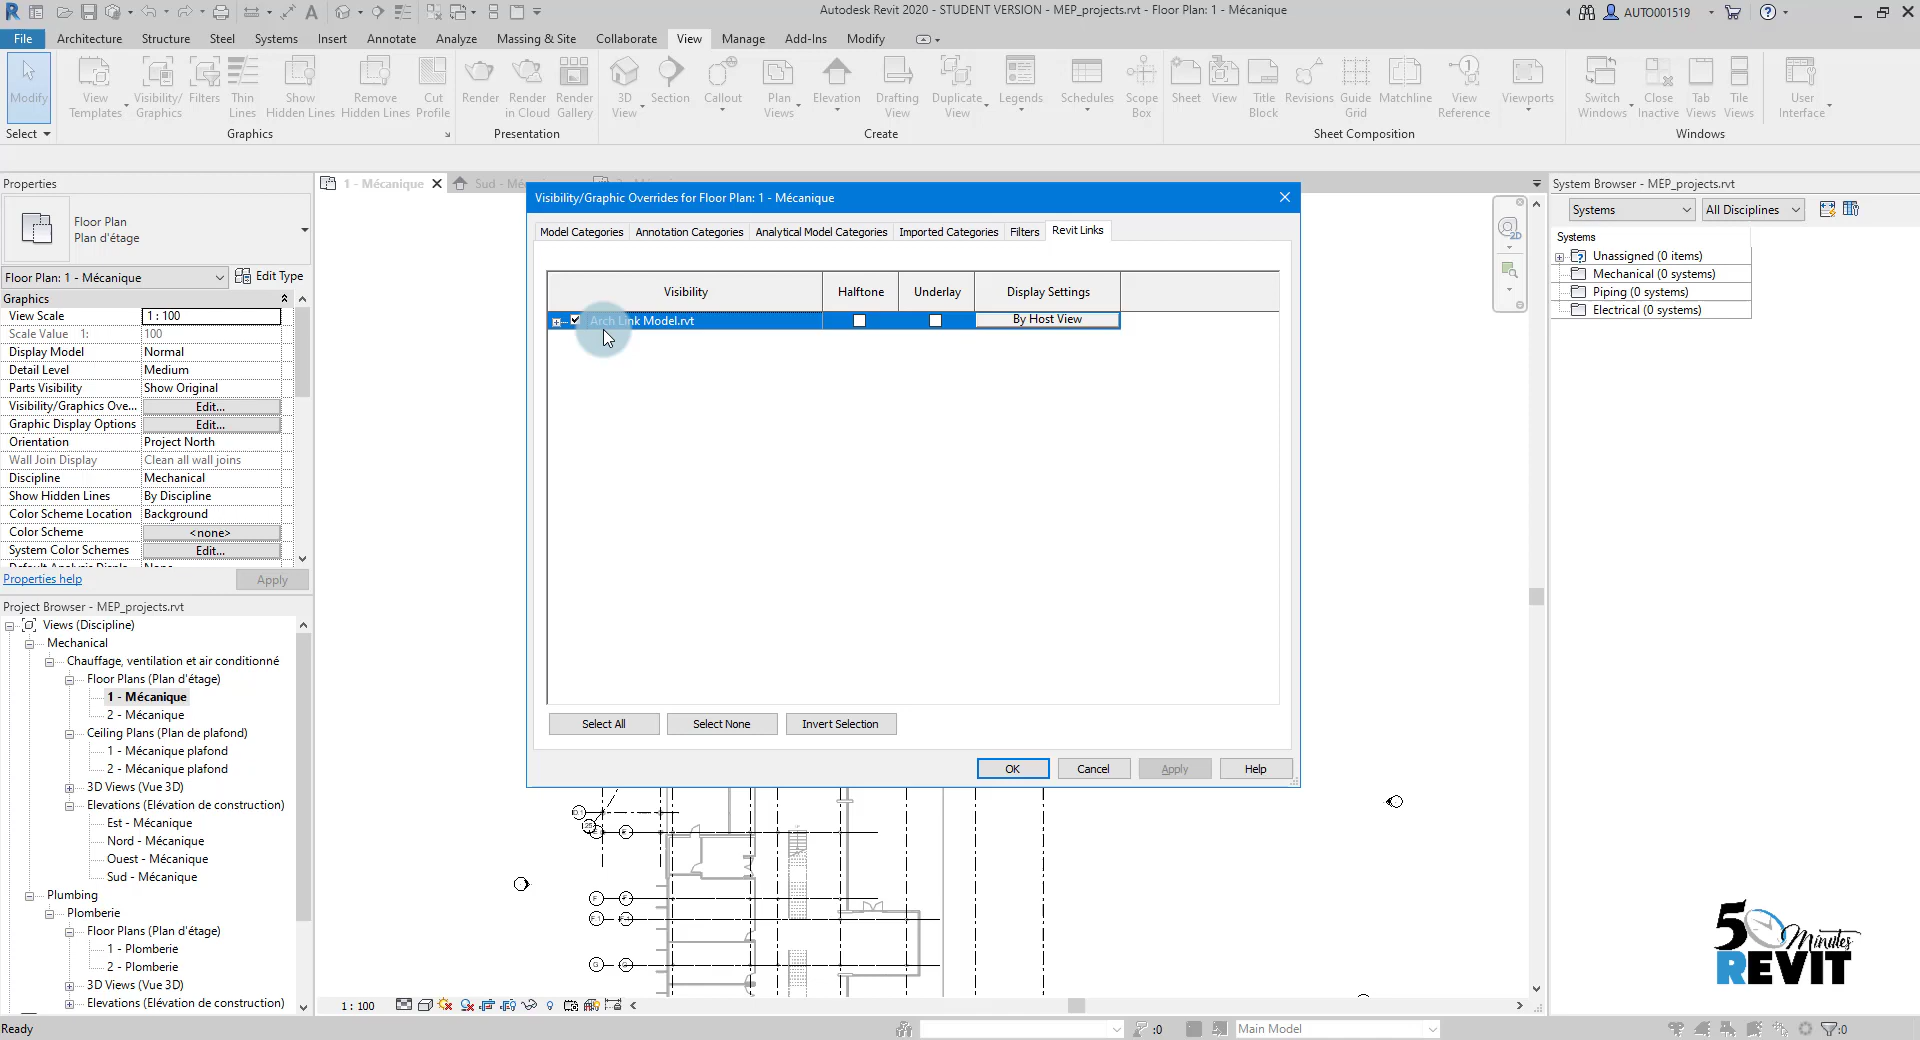 Autodesk Revit 2020 - STUDENT VERSION - MEP_projects.rvt - Floor Plan: 1 - Mécanique
AUTO001519
File Architecture Structure Steel Systems Insert Annotate Analyze Massing & Site Collaborate View Manage Add-Ins Modify
Modify
View Templates
Visibility/ Graphics
Filters
Thin Lines
Show Hidden Lines
Remove Hidden Lines
Cut Profile
Render
Render in Cloud
Render Gallery
3D View
Section
Callout
Plan Views
Elevation
Drafting View
Duplicate View
Legends
Schedules
Scope Box
Sheet
View
Title Block
Revisions
Guide Grid
Matchline
View Reference
Viewports
Switch Windows
Close Inactive
Tab Views
Tile Views
User Interface
Select Graphics Presentation Create Sheet Composition Windows
Properties
Floor Plan
Plan d'étage
Floor Plan: 1 - Mécanique Edit Type
Graphics
View Scale 1 : 100
Scale Value 1: 100
Display Model Normal
Detail Level Medium
Parts Visibility Show Original
Visibility/Graphics Ove... Edit...
Graphic Display Options Edit...
Orientation Project North
Wall Join Display Clean all wall joins
Discipline Mechanical
Show Hidden Lines By Discipline
Color Scheme Location Background
Color Scheme <none>
System Color Schemes Edit...
Properties help Apply
Project Browser - MEP_projects.rvt
Views (Discipline)
Mechanical
Chauffage, ventilation et air conditionné
Floor Plans (Plan d'étage)
1 - Mécanique
2 - Mécanique
Ceiling Plans (Plan de plafond)
1 - Mécanique plafond
2 - Mécanique plafond
3D Views (Vue 3D)
Elevations (Elévation de construction)
Est - Mécanique
Nord - Mécanique
Ouest - Mécanique
Sud - Mécanique
Plumbing
Plomberie
Floor Plans (Plan d'étage)
1 - Plomberie
2 - Plomberie
3D Views (Vue 3D)
Elevations (Elévation de construction)
1 - Mécanique Sud - Mé
Visibility/Graphic Overrides for Floor Plan: 1 - Mécanique
Model Categories Annotation Categories Analytical Model Categories Imported Categories Filters Revit Links
Visibility Halftone Underlay Display Settings
Arch Link Model.rvt By Host View
Select All Select None Invert Selection
OK Cancel Apply Help
System Browser - MEP_projects.rvt
Systems All Disciplines
Systems
Unassigned (0 items)
Mechanical (0 systems)
Piping (0 systems)
Electrical (0 systems)
2D
F F
G G
5 Minutes
REVIT
1 : 100
Ready :0 Main Model :0